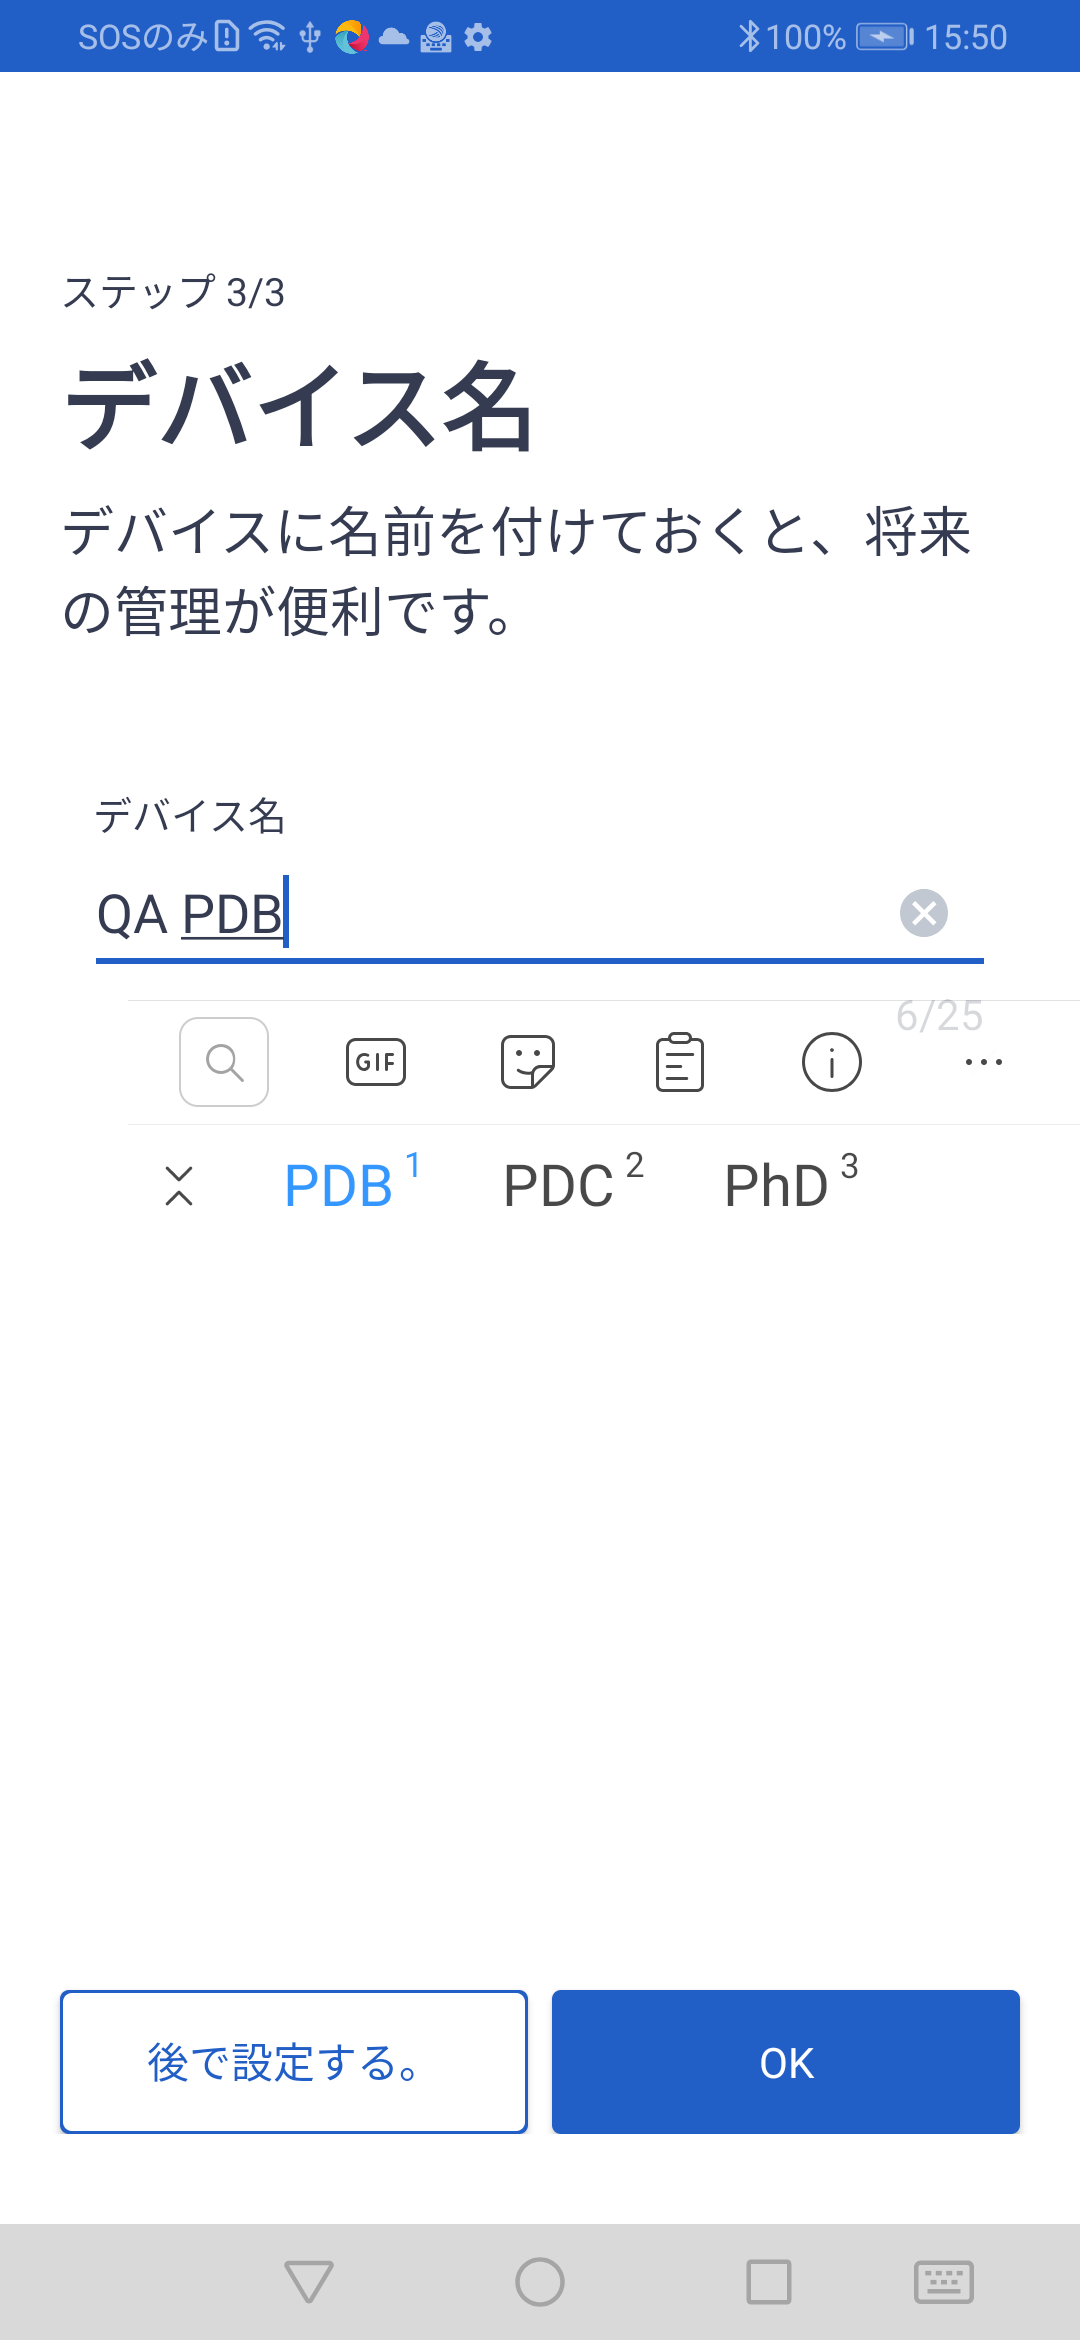 SOSのみ 100% 15:50
ステップ 3/3
デバイス名
デバイスに名前を付けておくと、将来
の管理が便利です。
デバイス名
QA PDB
6/25
GIF
PDB 1 PDC 2 PhD 3
後で設定する。 OK